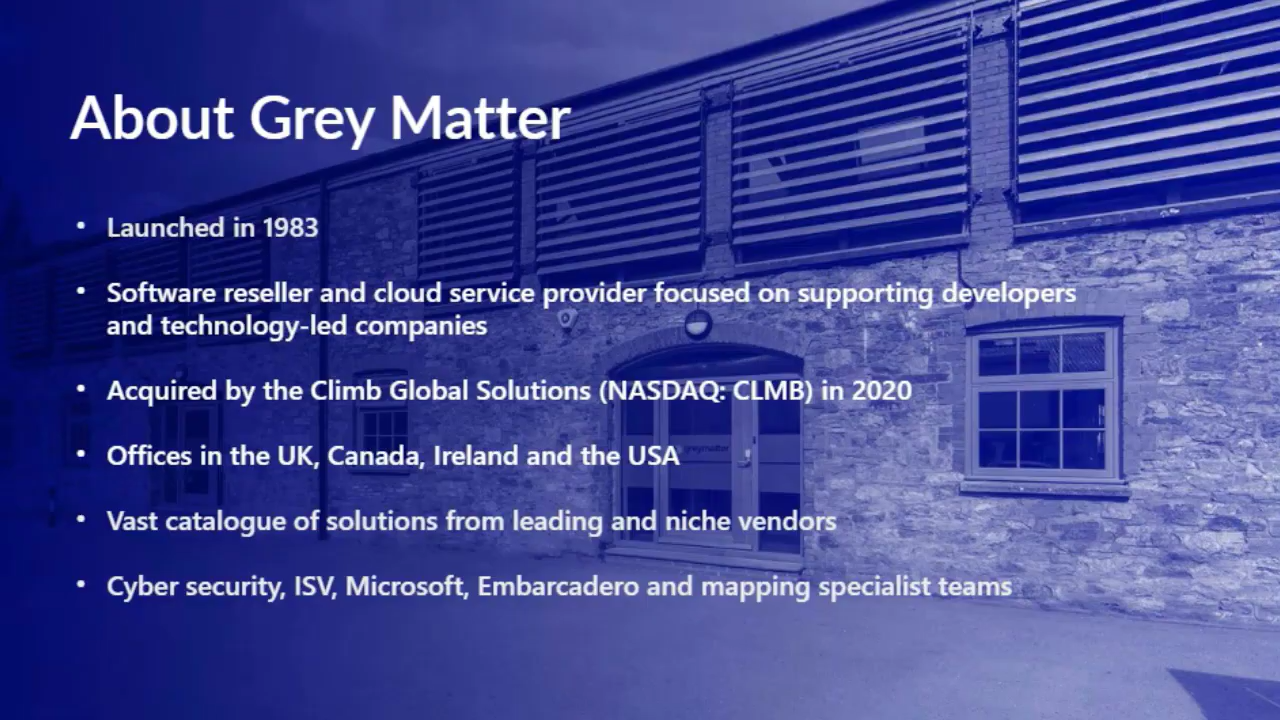 About Grey Matter
• Launched in 1983
• Software reseller and cloud service provider focused on supporting developers
and technology-led companies
• Acquired by the Climb Global Solutions (NASDAQ: CLMB) in 2020
• Offices in the UK, Canada, Ireland and the USA
greymatter
• Vast catalogue of solutions from leading and niche vendors
• Cyber security, ISV, Microsoft, Embarcadero and mapping specialist teams